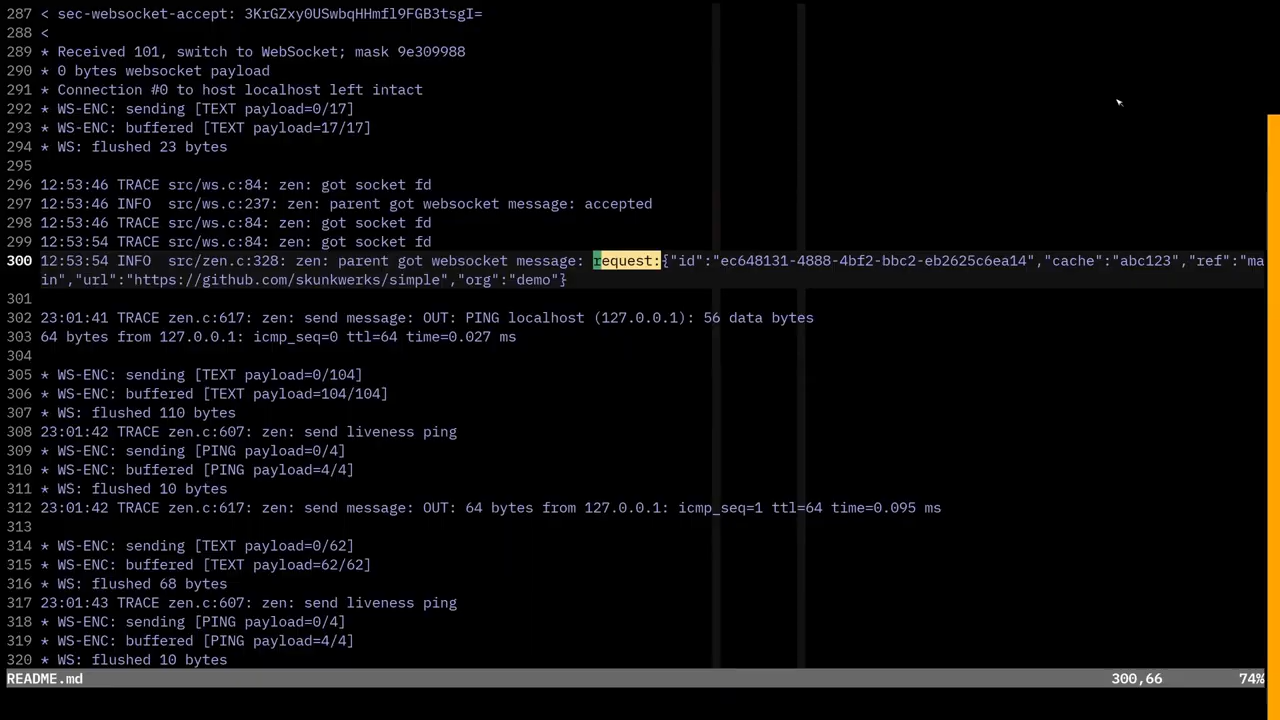 287 < sec-websocket-accept: 3KrGZxy0USwbqHHmfl9FGB3tsgI=
288 <
289 * Received 101, switch to WebSocket; mask 9e309988
290 * 0 bytes websocket payload
291 * Connection #0 to host localhost left intact
292 * WS-ENC: sending [TEXT payload=0/17]
293 * WS-ENC: buffered [TEXT payload=17/17]
294 * WS: flushed 23 bytes
295
296 12:53:46 TRACE src/ws.c:84: zen: got socket fd
297 12:53:46 INFO  src/ws.c:237: zen: parent got websocket message: accepted
298 12:53:46 TRACE src/ws.c:84: zen: got socket fd
299 12:53:54 TRACE src/ws.c:84: zen: got socket fd
300 12:53:54 INFO  src/zen.c:328: zen: parent got websocket message: request:{"id":"ec648131-4888-4bf2-bbc2-eb2625c6ea14","cache":"abc123","ref":"ma
in","url":"https://github.com/skunkwerks/simple","org":"demo"}
301
302 23:01:41 TRACE zen.c:617: zen: send message: OUT: PING localhost (127.0.0.1): 56 data bytes
303 64 bytes from 127.0.0.1: icmp_seq=0 ttl=64 time=0.027 ms
304
305 * WS-ENC: sending [TEXT payload=0/104]
306 * WS-ENC: buffered [TEXT payload=104/104]
307 * WS: flushed 110 bytes
308 23:01:42 TRACE zen.c:607: zen: send liveness ping
309 * WS-ENC: sending [PING payload=0/4]
310 * WS-ENC: buffered [PING payload=4/4]
311 * WS: flushed 10 bytes
312 23:01:42 TRACE zen.c:617: zen: send message: OUT: 64 bytes from 127.0.0.1: icmp_seq=1 ttl=64 time=0.095 ms
313
314 * WS-ENC: sending [TEXT payload=0/62]
315 * WS-ENC: buffered [TEXT payload=62/62]
316 * WS: flushed 68 bytes
317 23:01:43 TRACE zen.c:607: zen: send liveness ping
318 * WS-ENC: sending [PING payload=0/4]
319 * WS-ENC: buffered [PING payload=4/4]
320 * WS: flushed 10 bytes
README.md 300,66 74%